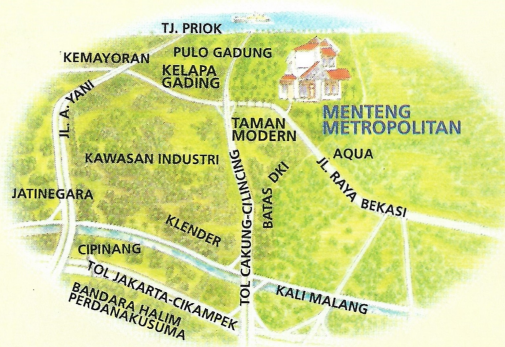 TJ. PRIOK
KEMAYORAN
PULO GADUNG
KELAPA
GADING
JL. A. YANI
TAMAN
MODERN
MENTENG
METROPOLITAN
AQUA
KAWASAN INDUSTRI
JL. RAYA BEKASI
TOL CAKUNG-CILINCING
BATAS DKI
JATINEGARA
KLENDER
CIPINANG
TOL JAKARTA-CIKAMPEK
KALI MALANG
BANDARA HALIM
PERDANAKUSUMA